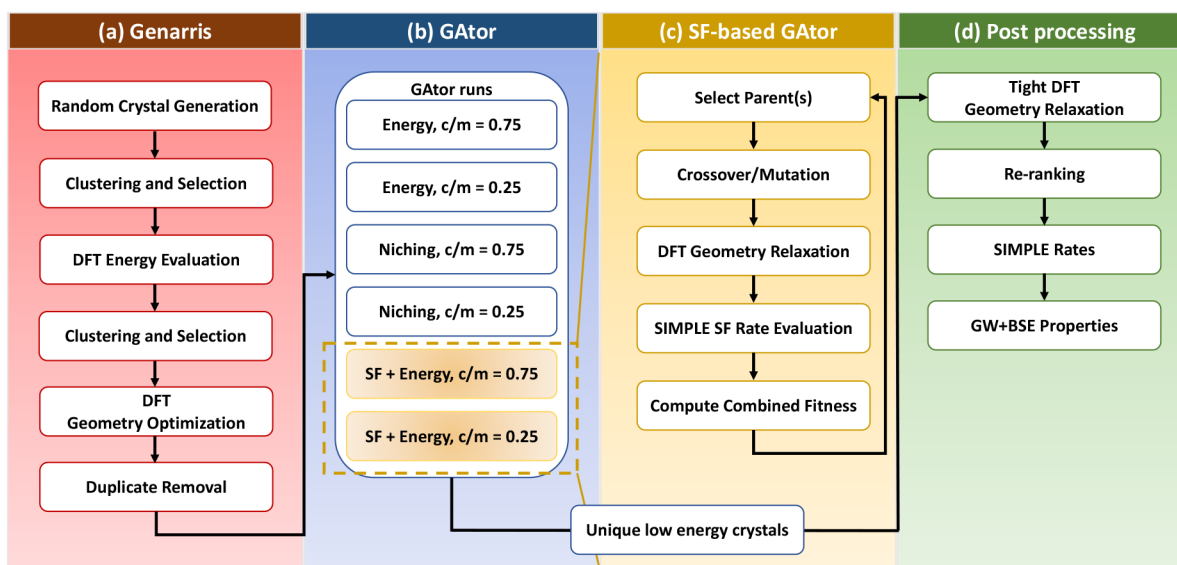 (a) Genarris
Random Crystal Generation
Clustering and Selection
DFT Energy Evaluation
Clustering and Selection
DFT
Geometry Optimization
Duplicate Removal
(b) GAtor
GAtor runs
Energy, c/m = 0.75
Energy, c/m = 0.25
Niching, c/m = 0.75
Niching, c/m = 0.25
SF + Energy, c/m = 0.75
SF + Energy, c/m = 0.25
(c) SF-based GAtor
Select Parent(s)
Crossover/Mutation
DFT Geometry Relaxation
SIMPLE SF Rate Evaluation
Compute Combined Fitness
Unique low energy crystals
(d) Post processing
Tight DFT
Geometry Relaxation
Re-ranking
SIMPLE Rates
GW+BSE Properties